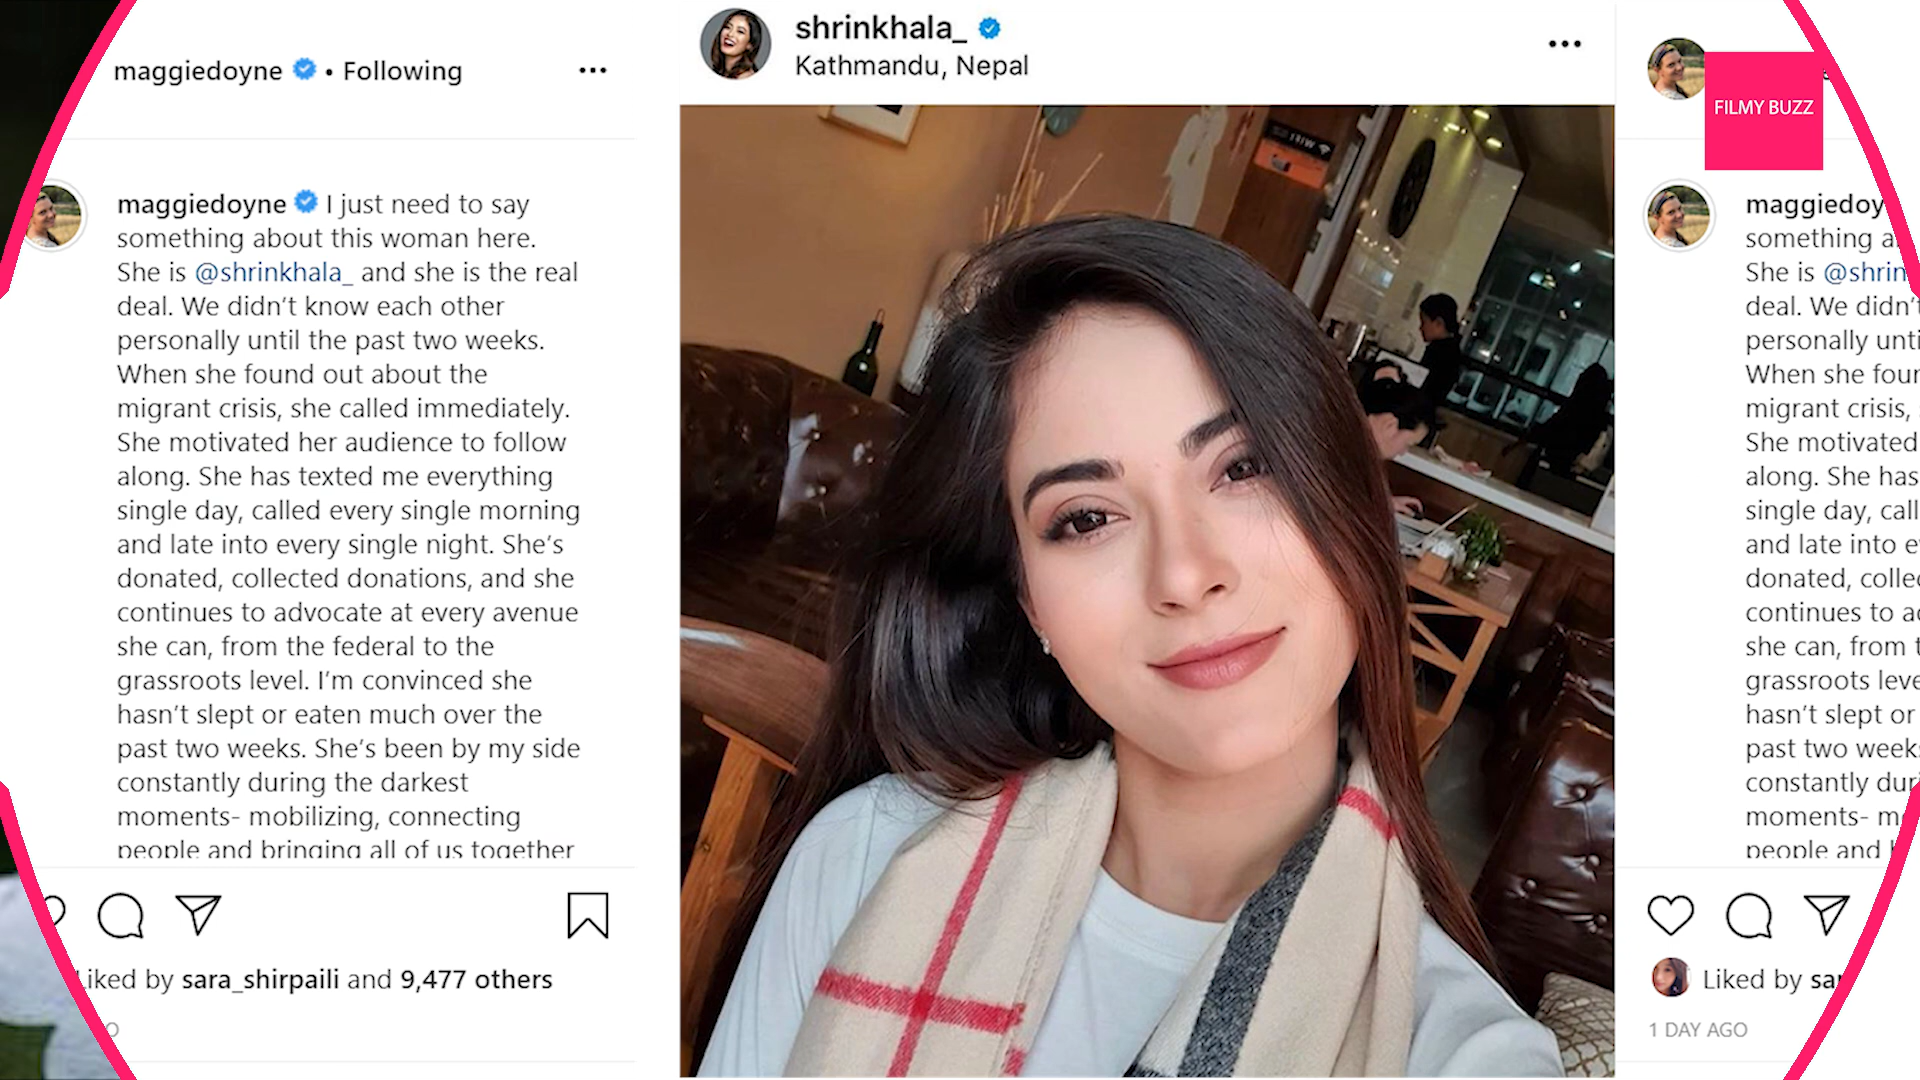 maggiedoyne • Following
maggiedoyne I just need to say
something about this woman here.
She is @shrinkhala_ and she is the real
deal. We didn't know each other
personally until the past two weeks.
When she found out about the
migrant crisis, she called immediately.
She motivated her audience to follow
along. She has texted me everything
single day, called every single morning
and late into every single night. She's
donated, collected donations, and she
continues to advocate at every avenue
she can, from the federal to the
grassroots level. I'm convinced she
hasn't slept or eaten much over the
past two weeks. She's been by my side
constantly during the darkest
moments- mobilizing, connecting
people and bringing all of us together
Liked by sara_shirpaili and 9,477 others
shrinkhala_
Kathmandu, Nepal
FILMY BUZZ
maggiedoy
something a
She is @shrin
deal. We didn't
personally unti
When she foun
migrant crisis,
She motivated
along. She has
single day, call
and late into e
donated, collec
continues to a
she can, from t
grassroots leve
hasn't slept or
past two weeks
constantly duri
moments- m
people and
Liked by sar
1 DAY AGO